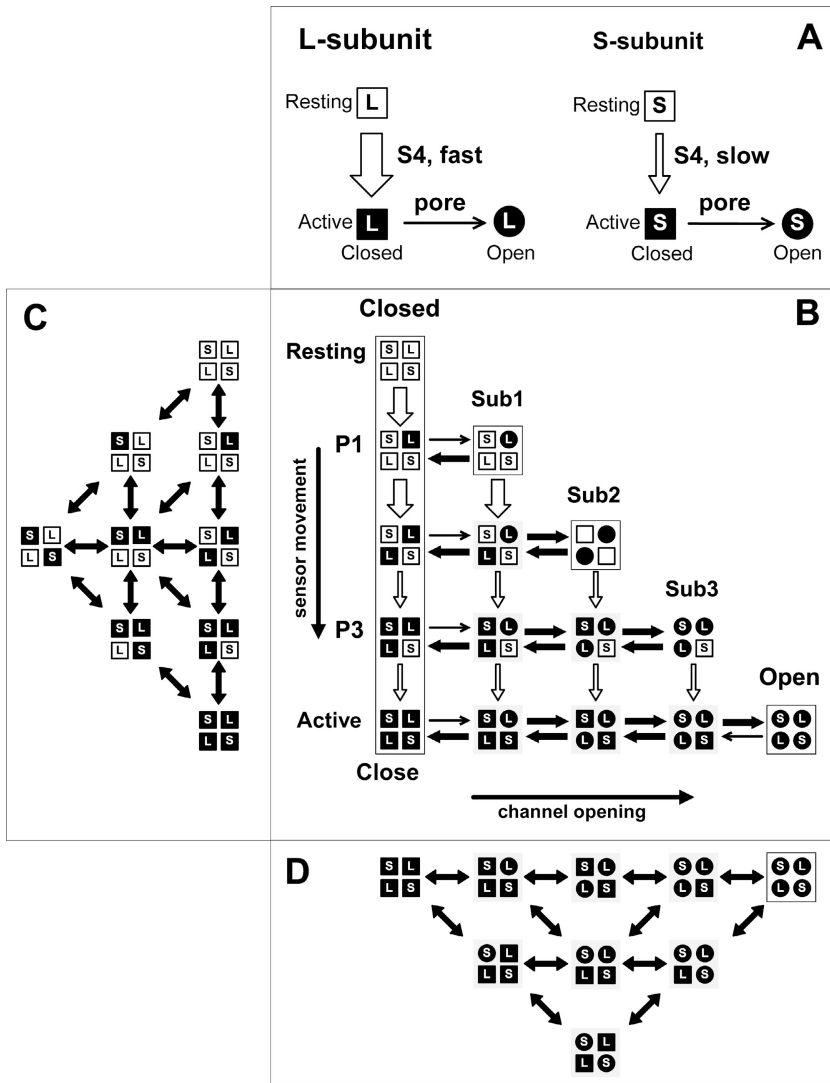 L-subunit
S-subunit
A
Resting L
Resting S
S4, fast
S4, slow
Active L pore L
Closed Open
Active S pore S
Closed Open
C
S L
L S
S L S L
L S L S
S L S L S L
L S L S L S
S L S L
L S L S
S L
L S
B
Closed
Resting
S L
L S
Sub1
P1
S L S L
L S L S
Sub2
S L S L
L S L S
sensor movement
Sub3
P3
S L S L S L S L
L S L S L S L S
Open
Active
S L S L S L S L S L
L S L S L S L S L S
Close
channel opening
D
S L S L S L S L S L
L S L S L S L S L S
S L S L S L
L S L S L S
S L
L S